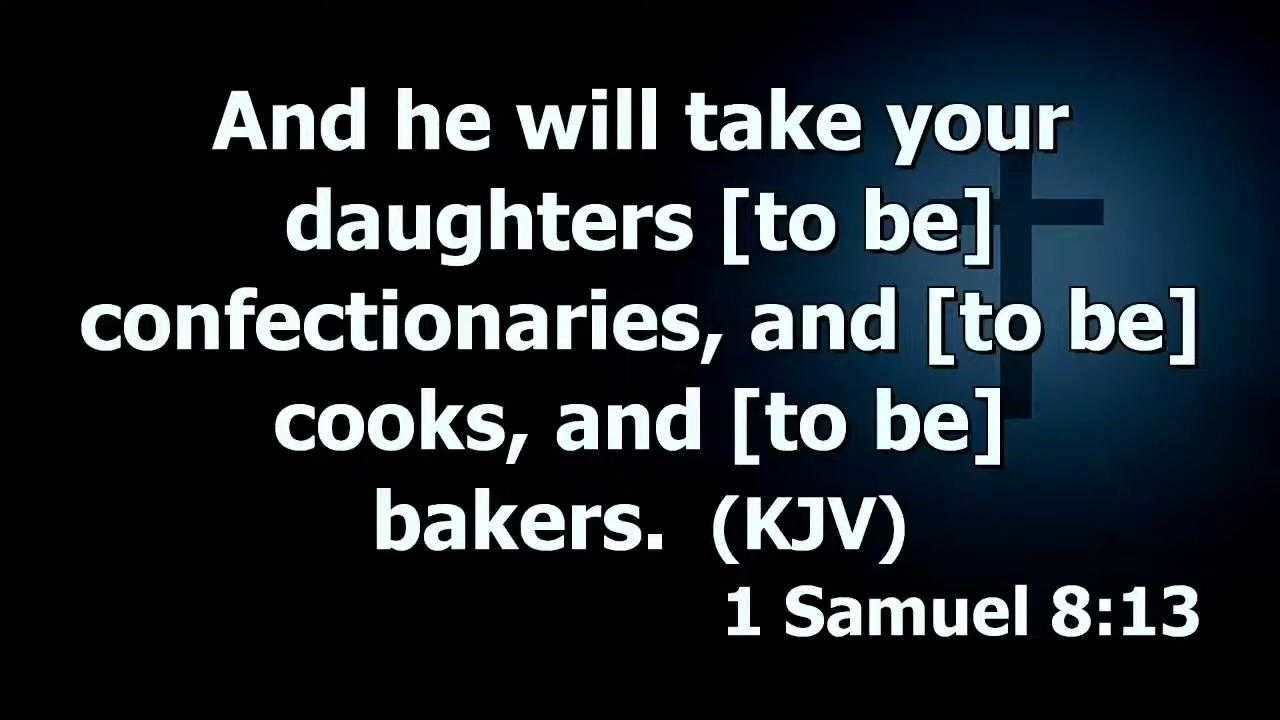 And he will take your
daughters [to be]
confectionaries, and [to be]
cooks, and [to be]
bakers. (KJV)
1 Samuel 8:13